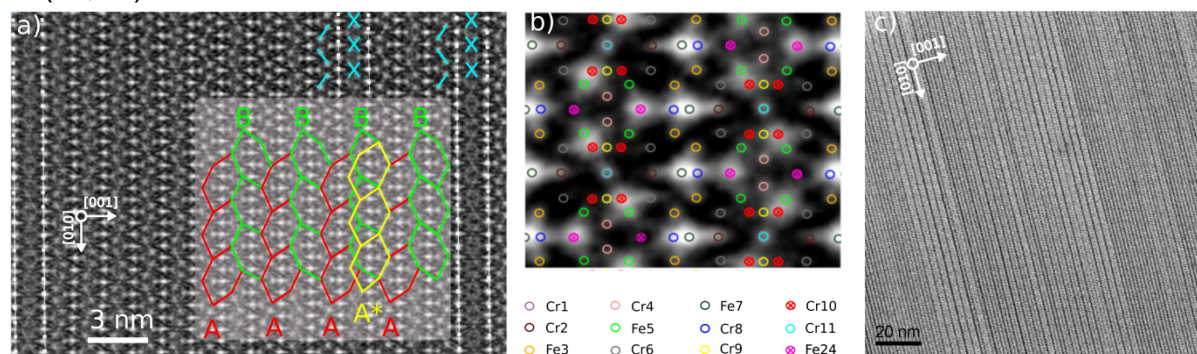 a)
X X
X X
X X
B B B B
[001]
[010]
A*
A A A A
3 nm
b)
Cr1 Cr4 Fe7 Cr10
Cr2 Fe5 Cr8 Cr11
Fe3 Cr6 Cr9 Fe24
c)
[001]
[010]
20 nm